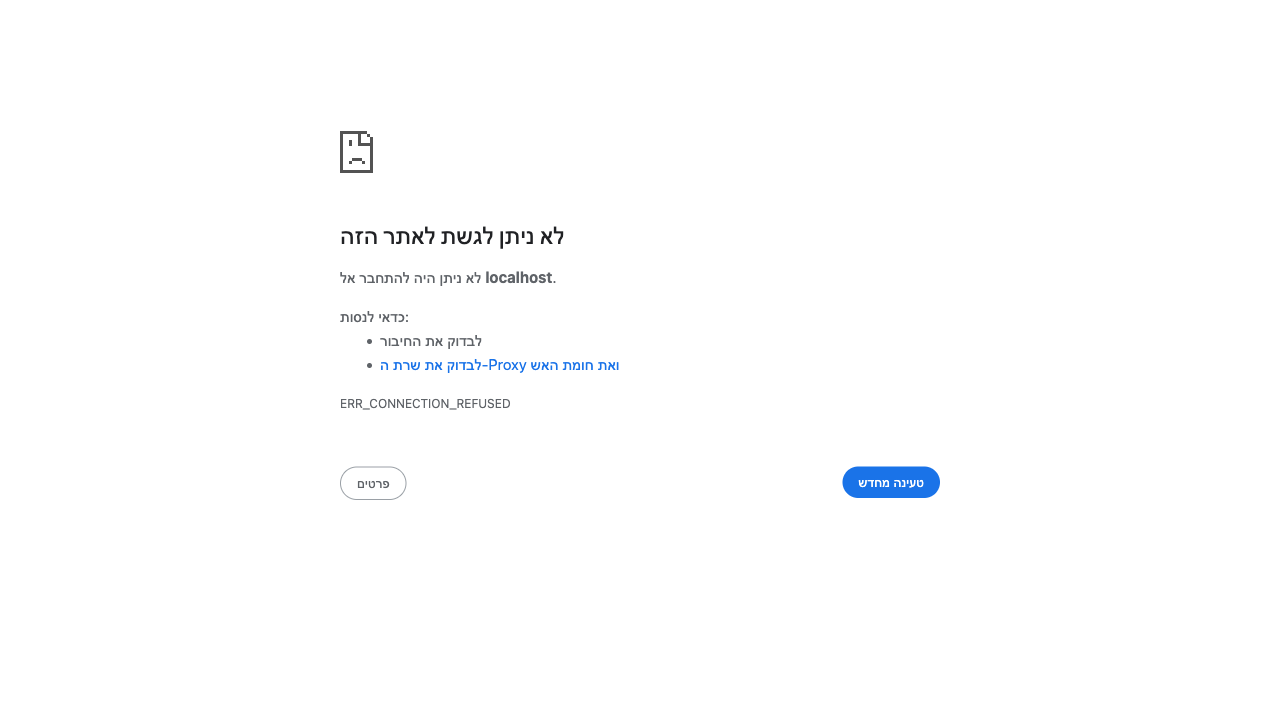 לא ניתן לגשת לאתר הזה
לא ניתן היה להתחבר אל localhost.
כדאי לנסות:
לבדוק את החיבור
לבדוק את שרת ה-Proxy ואת חומת האש
ERR_CONNECTION_REFUSED
פרטים
טעינה מחדש